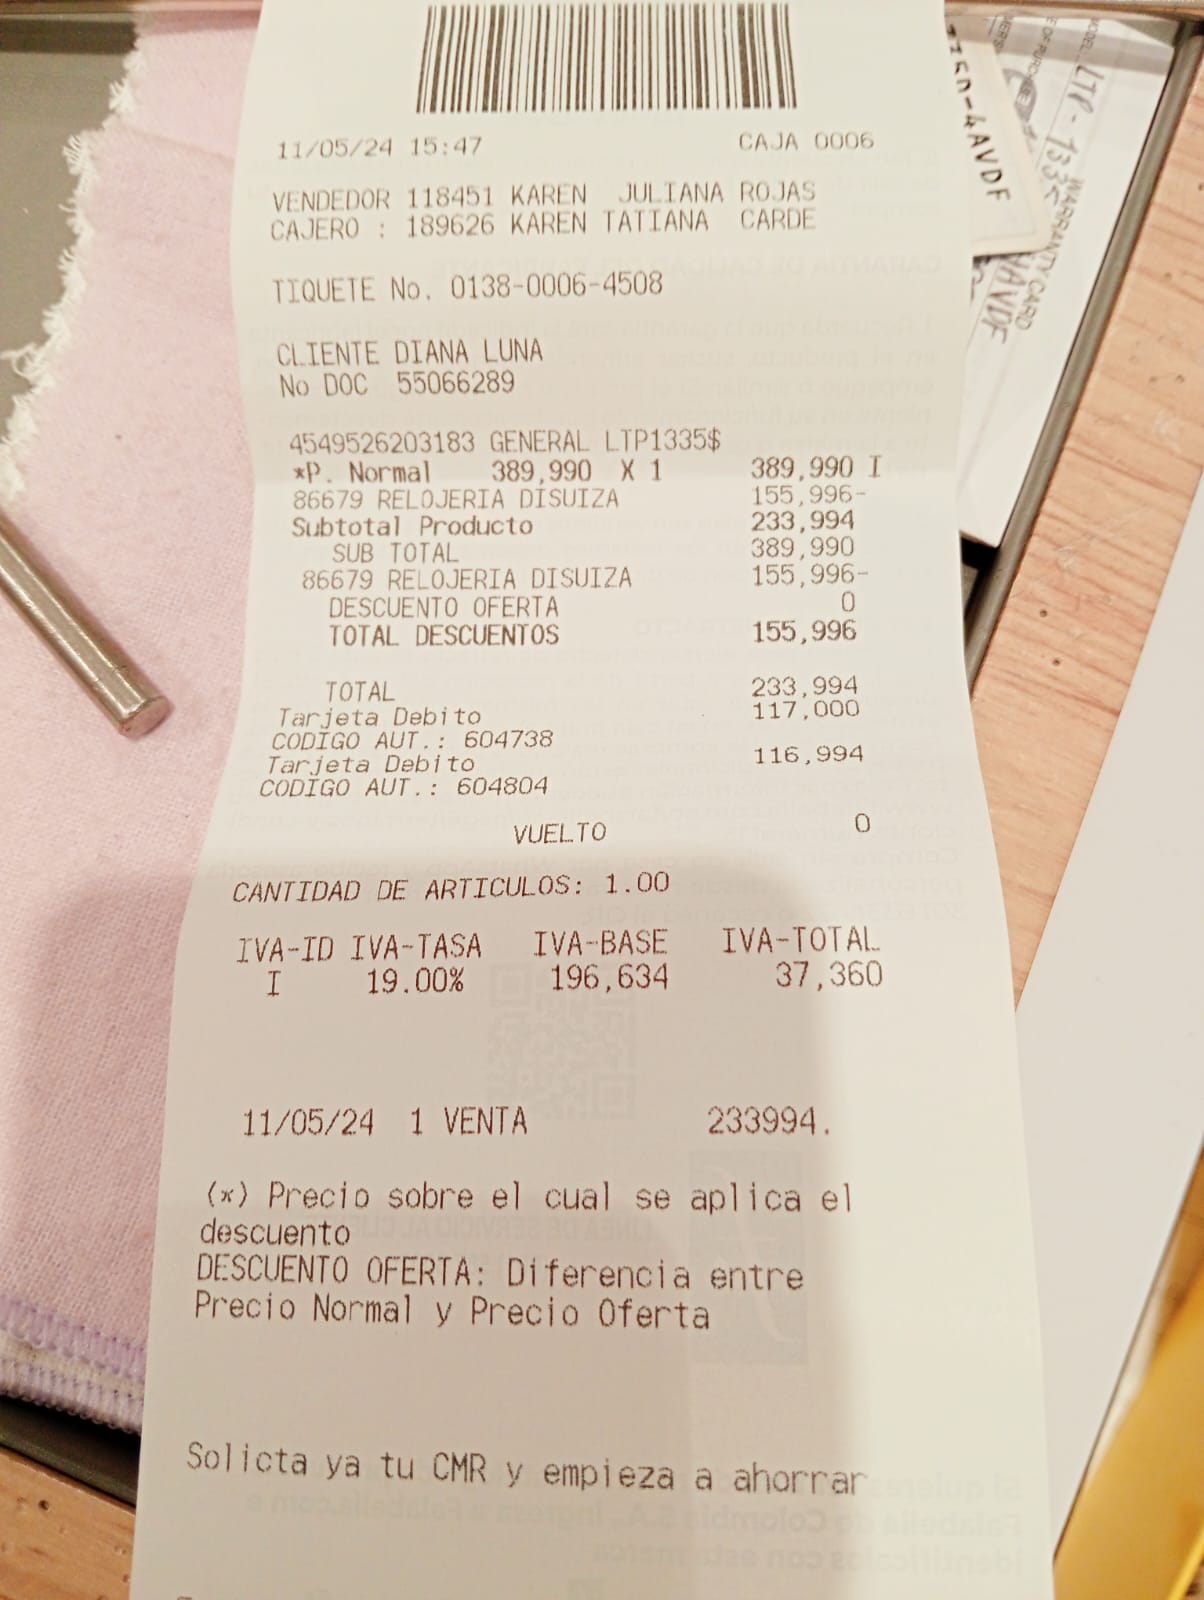 11/05/24 15:47 CAJA 0006
VENDEDOR 118451 KAREN JULIANA ROJAS
CAJERO : 189626 KAREN TATIANA CARDE
TIQUETE No. 0138-0006-4508
CLIENTE DIANA LUNA
No DOC 55066289
4549526203183 GENERAL LTP1335$
*P. Normal 389,990 X 1 389,990 I
86679 RELOJERIA DISUIZA 155,996-
Subtotal Producto 233,994
SUB TOTAL 389,990
86679 RELOJERIA DISUIZA 155,996-
DESCUENTO OFERTA 0
TOTAL DESCUENTOS 155,996
TOTAL 233,994
Tarjeta Debito 117,000
CODIGO AUT.: 604738
Tarjeta Debito 116,994
CODIGO AUT.: 604804
VUELTO 0
CANTIDAD DE ARTICULOS: 1.00
IVA-ID IVA-TASA IVA-BASE IVA-TOTAL
I 19.00% 196,634 37,360
11/05/24 1 VENTA 233994.
(*) Precio sobre el cual se aplica el
descuento
DESCUENTO OFERTA: Diferencia entre
Precio Normal y Precio Oferta
Solicta ya tu CMR y empieza a ahorrar
WARRANTY CARD